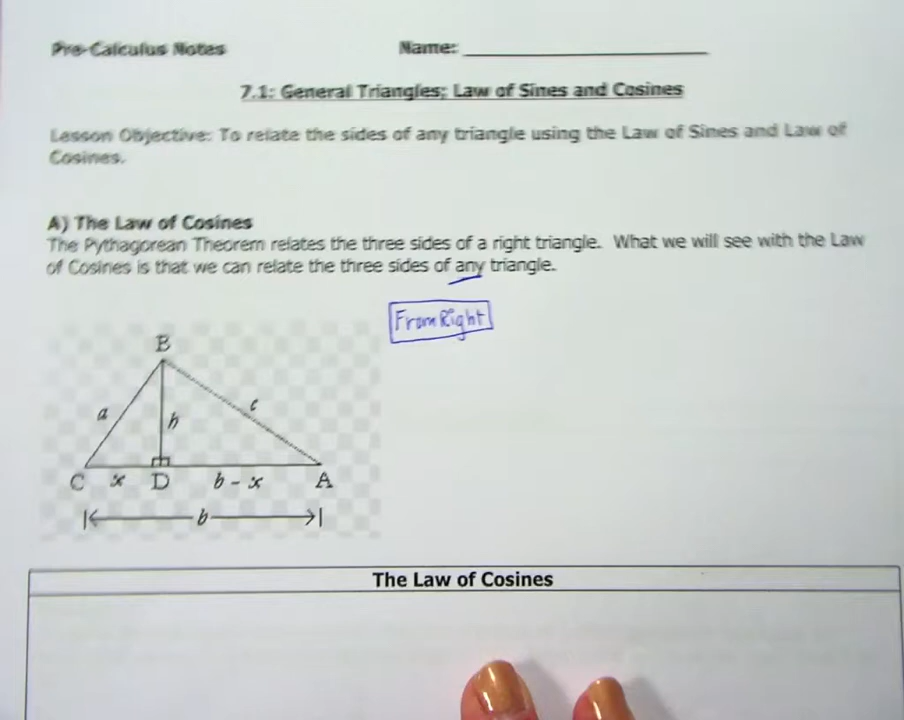 Pre-Calculus Notes Name: ____________________
7.1: General Triangles; Law of Sines and Cosines
Lesson Objective: To relate the sides of any triangle using the Law of Sines and Law of
Cosines.
A) The Law of Cosines
The Pythagorean Theorem relates the three sides of a right triangle. What we will see with the Law
of Cosines is that we can relate the three sides of any triangle.
From Right
B
a h c
C x D b - x A
b
The Law of Cosines